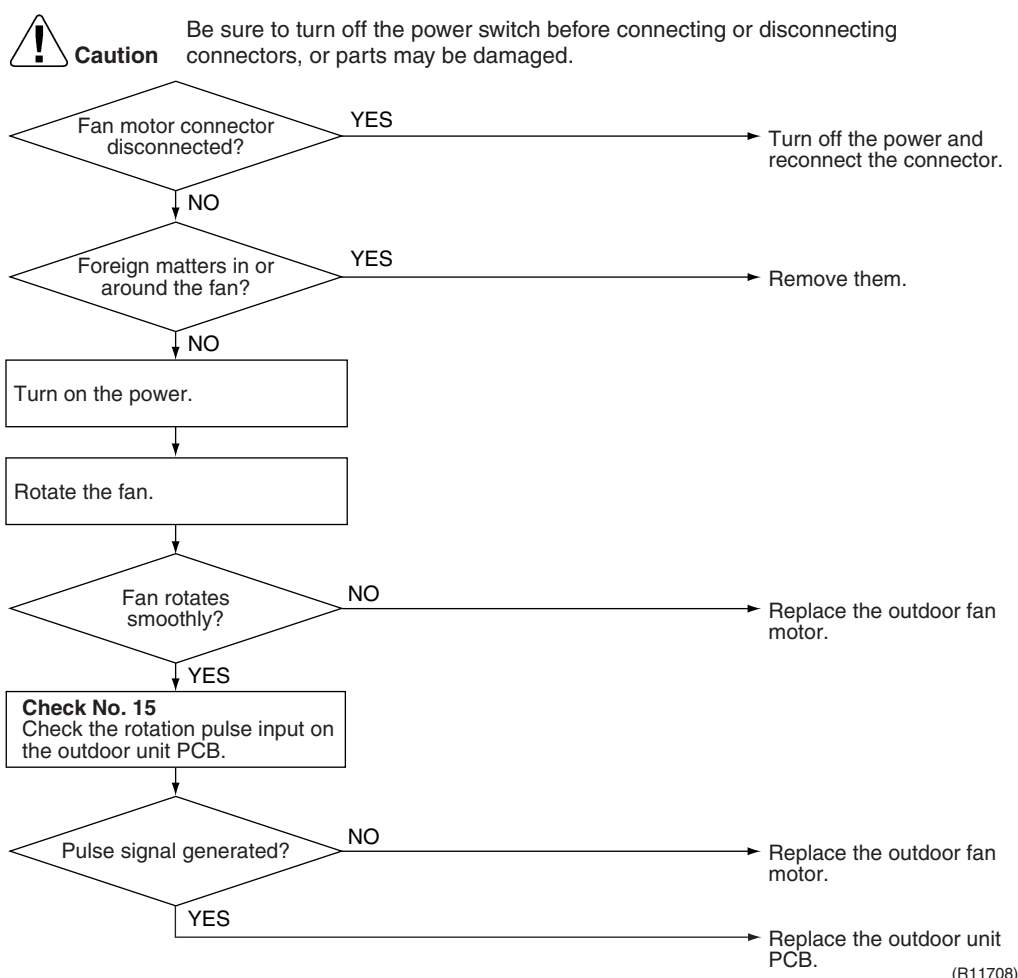 Be sure to turn off the power switch before connecting or disconnecting
Caution connectors, or parts may be damaged.
Fan motor connector
disconnected?
YES
Turn off the power and
reconnect the connector.
NO
Foreign matters in or
around the fan?
YES
Remove them.
NO
Turn on the power.
Rotate the fan.
Fan rotates
smoothly?
NO
Replace the outdoor fan
motor.
YES
Check No. 15
Check the rotation pulse input on
the outdoor unit PCB.
Pulse signal generated?
NO
Replace the outdoor fan
motor.
YES
Replace the outdoor unit
PCB.
(R11708)